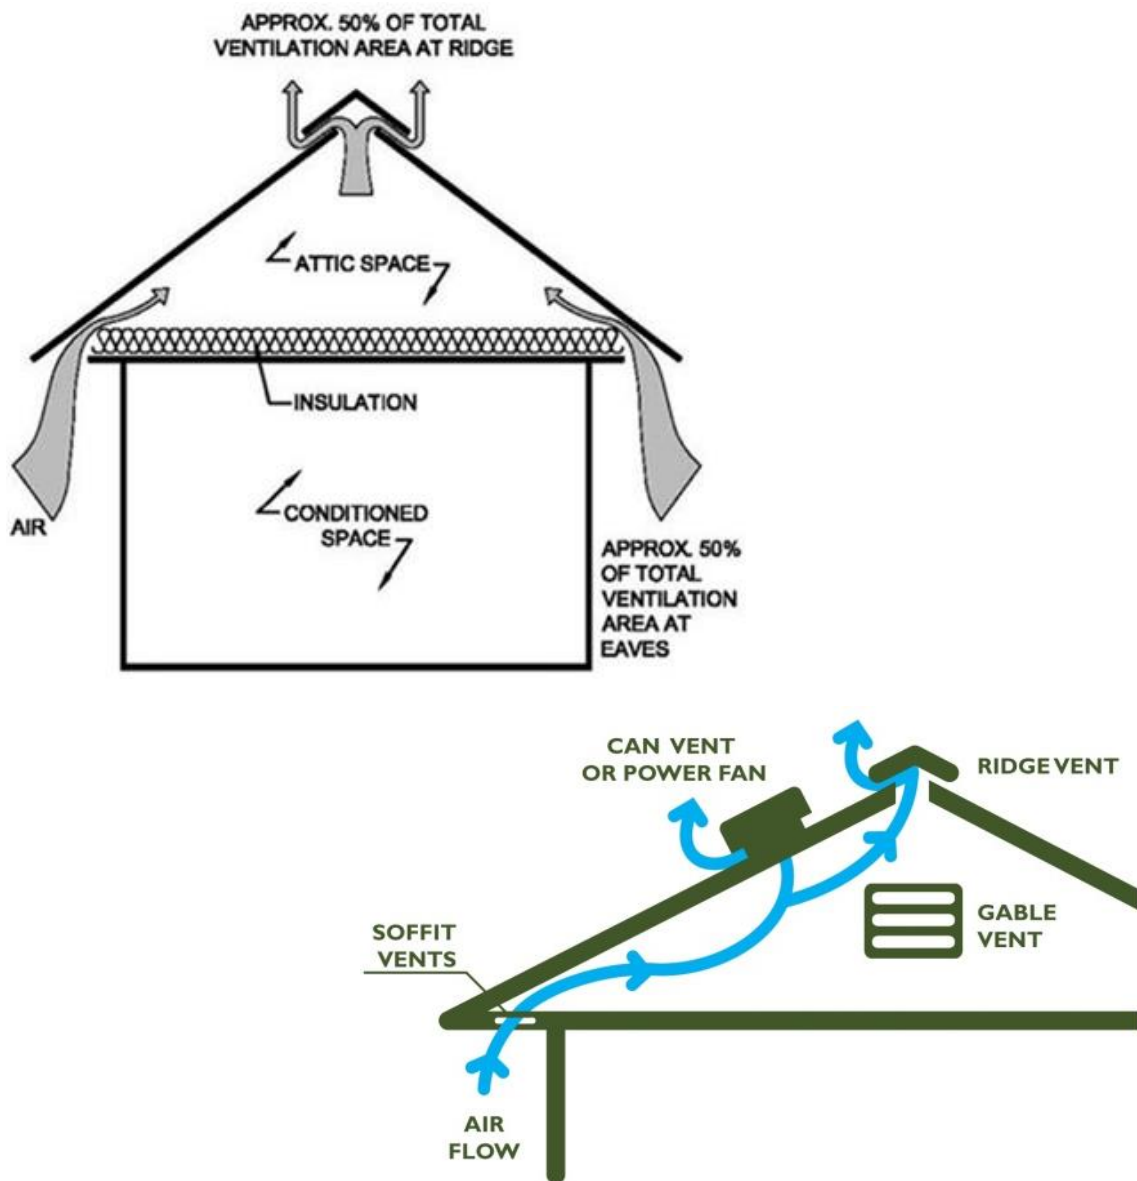 APPROX. 50% OF TOTAL
VENTILATION AREA AT RIDGE
ATTIC SPACE
INSULATION
CONDITIONED
SPACE
AIR
APPROX. 50%
OF TOTAL
VENTILATION
AREA AT
EAVES
CAN VENT
OR POWER FAN
RIDGE VENT
GABLE
VENT
SOFFIT
VENTS
AIR
FLOW